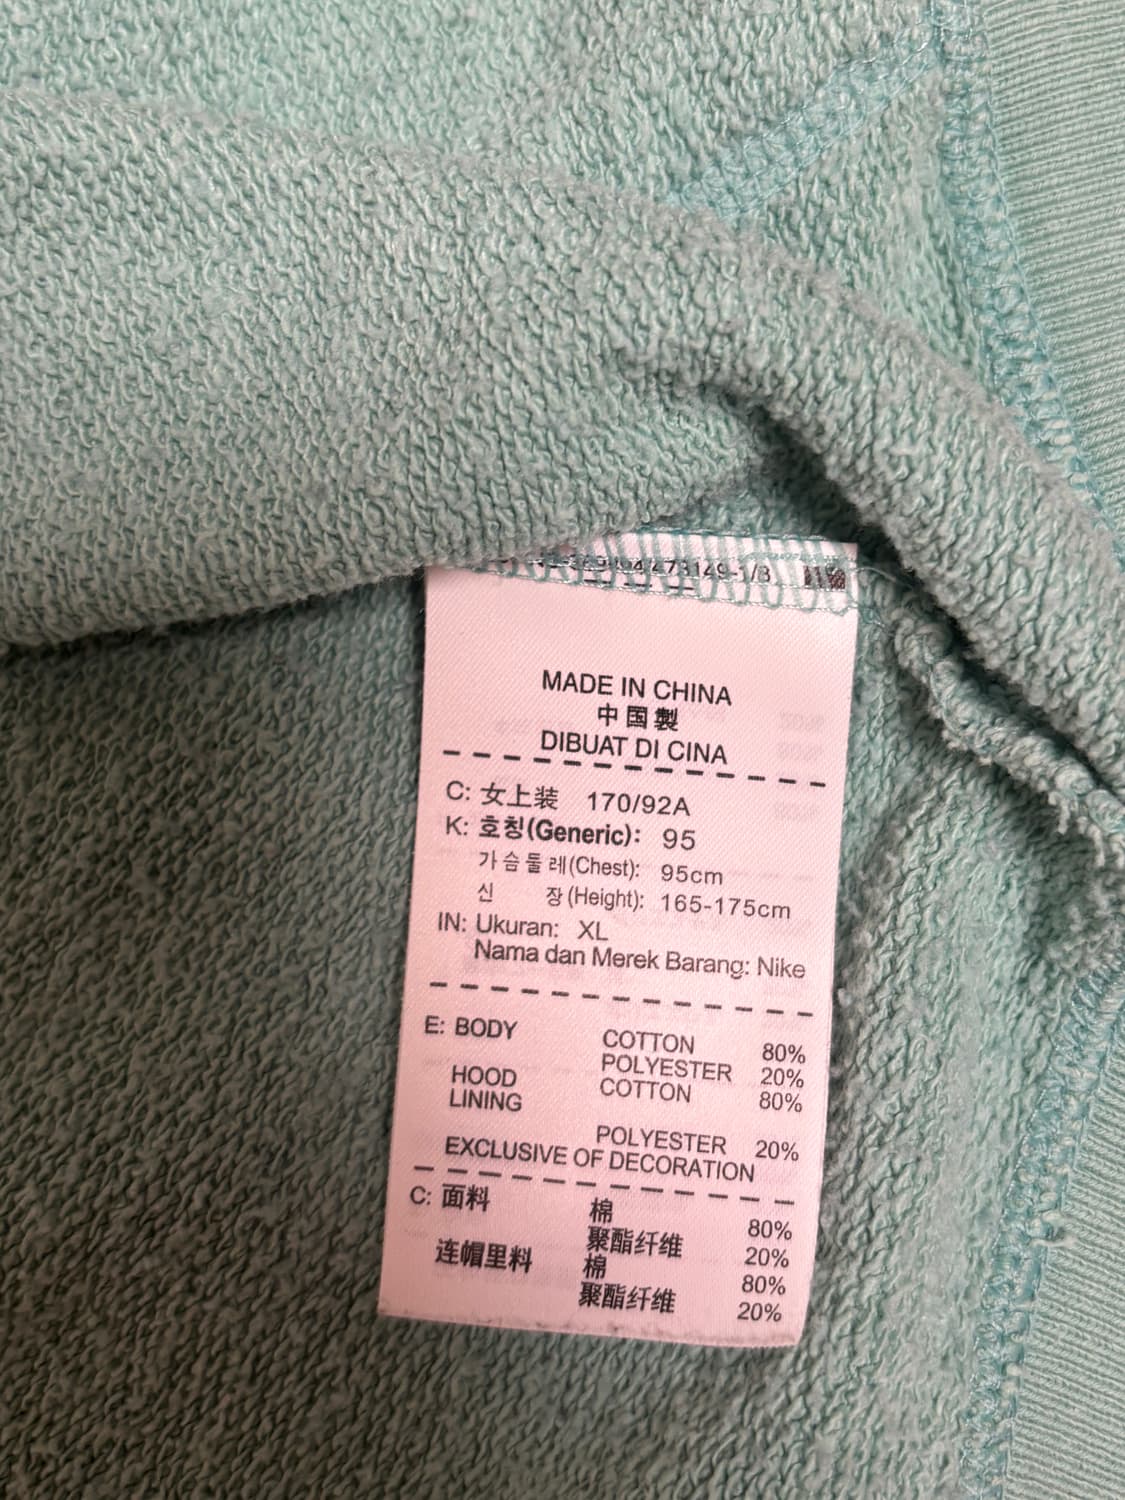 473149-1/3
MADE IN CHINA
中国製
DIBUAT DI CINA
C: 女上装 170/92A
K: 호칭(Generic): 95
가슴둘레(Chest): 95cm
신 장(Height): 165-175cm
IN: Ukuran: XL
Nama dan Merek Barang: Nike
E: BODY COTTON 80%
POLYESTER 20%
HOOD COTTON 80%
LINING
POLYESTER 20%
EXCLUSIVE OF DECORATION
C: 面料 棉 80%
聚酯纤维 20%
连帽里料 棉 80%
聚酯纤维 20%